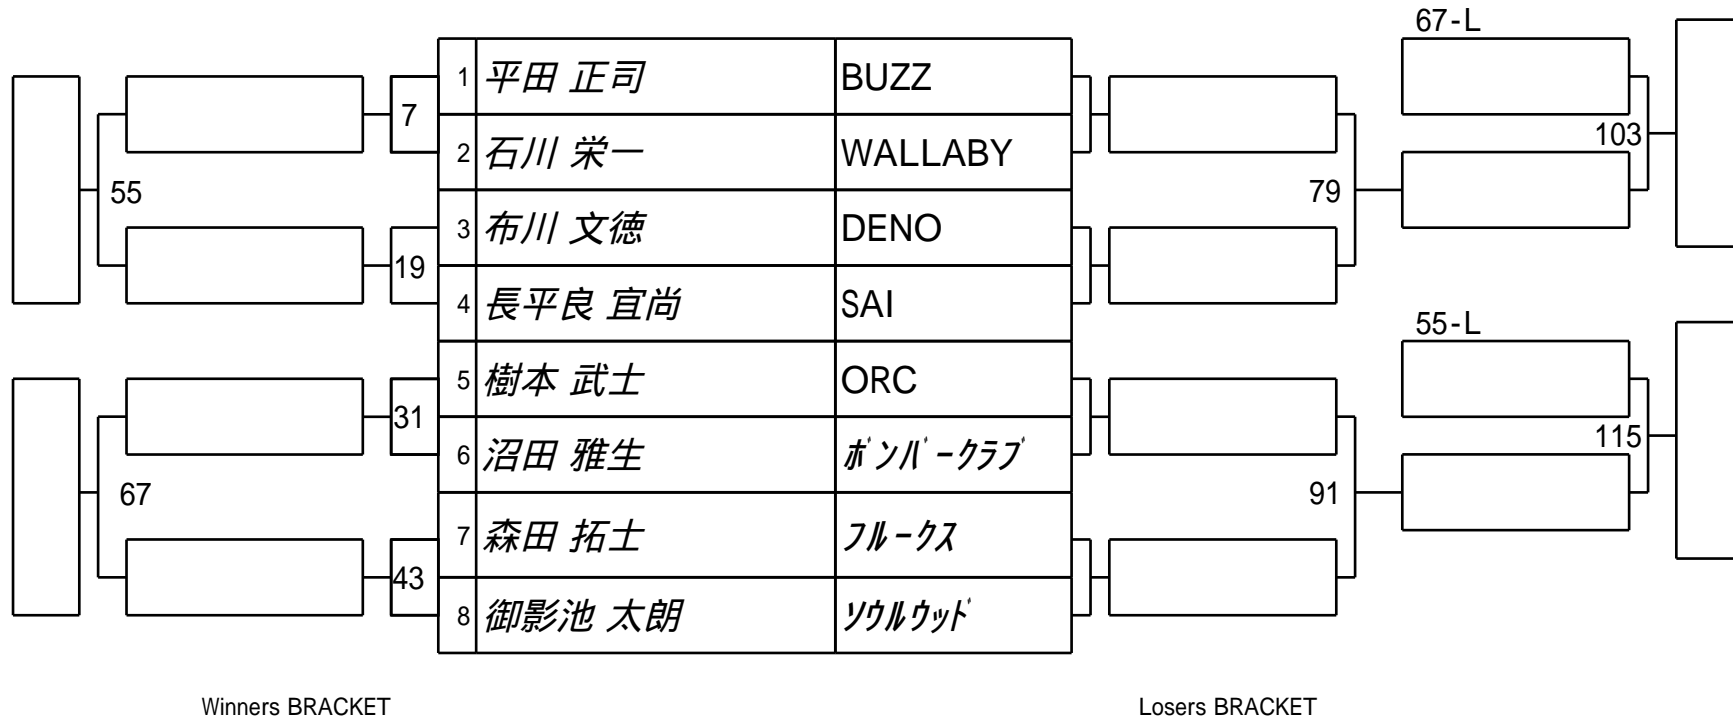 67-L
1 平田 正司 BUZZ
7
2 石川 栄一 WALLABY
103
55
79
3 布川 文徳 DENO
19
4 長平良 宜尚 SAI
55-L
5 樹本 武士 ORC
31
115
6 沼田 雅生 ﾎﾞﾝﾊﾞｰｸﾗﾌﾞ
67
91
7 森田 拓士 ﾌﾙｰｸｽ
43
8 御影池 太朗 ｿｳﾙｳｯﾄﾞ
Winners BRACKET
Losers BRACKET